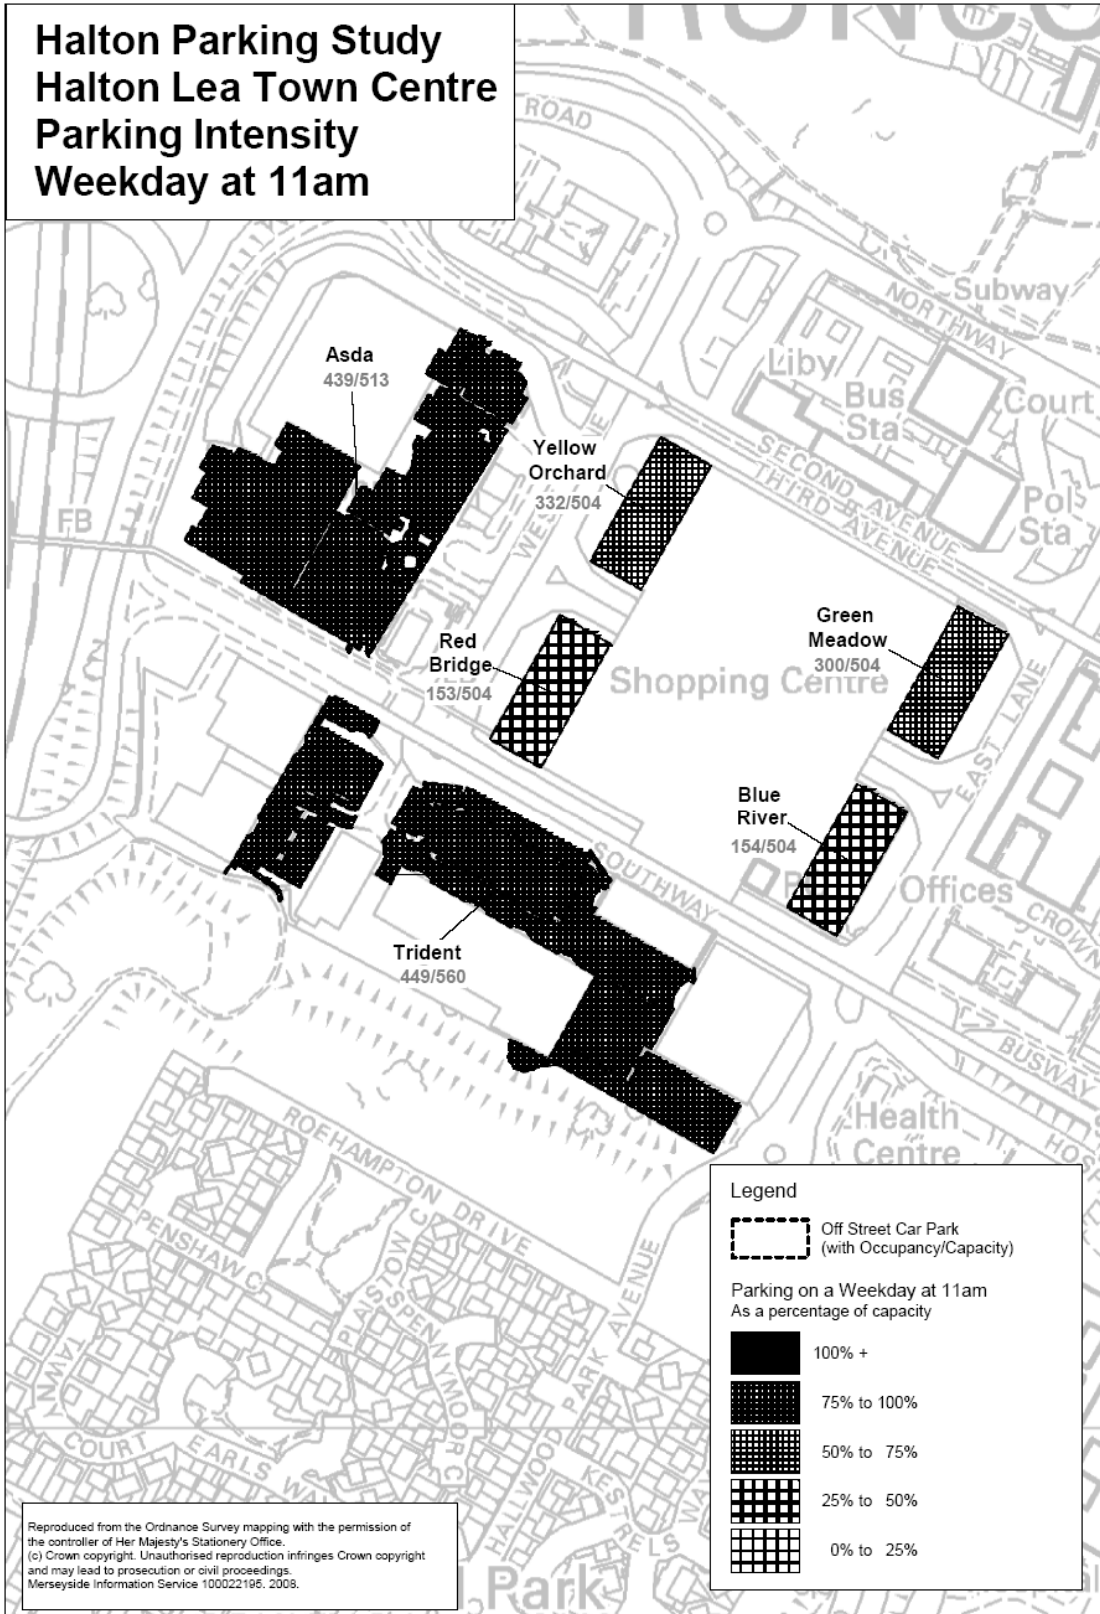 Halton Parking Study
Halton Lea Town Centre
Parking Intensity
Weekday at 11am
ROAD
Subway
NORTHWAY
Liby
Bus
Sta
Court
Asda
439/513
SECOND AVENUE
THIRD AVENUE
Pol
Sta
FB
Yellow
Orchard
332/504
Green
Meadow
300/504
Red
Bridge
153/504
Shopping Centre
EAST LANE
Blue
River
154/504
SOUTHWAY
Offices
CROWN
Trident
449/560
BUSWAY
Health
Centre
ROEHAMPTON DRIVE
PENSHAW C
PLAISTOW C
SPENNYMOOR C
PARK AVENUE
HALLWOOD
KESTRELS
COURT
EARLS WA
Park
Legend
Off Street Car Park
(with Occupancy/Capacity)
Parking on a Weekday at 11am
As a percentage of capacity
100% +
75% to 100%
50% to 75%
25% to 50%
0% to 25%
Reproduced from the Ordnance Survey mapping with the permission of
the controller of Her Majesty's Stationery Office.
(c) Crown copyright. Unauthorised reproduction infringes Crown copyright
and may lead to prosecution or civil proceedings.
Merseyside Information Service 100022195. 2008.